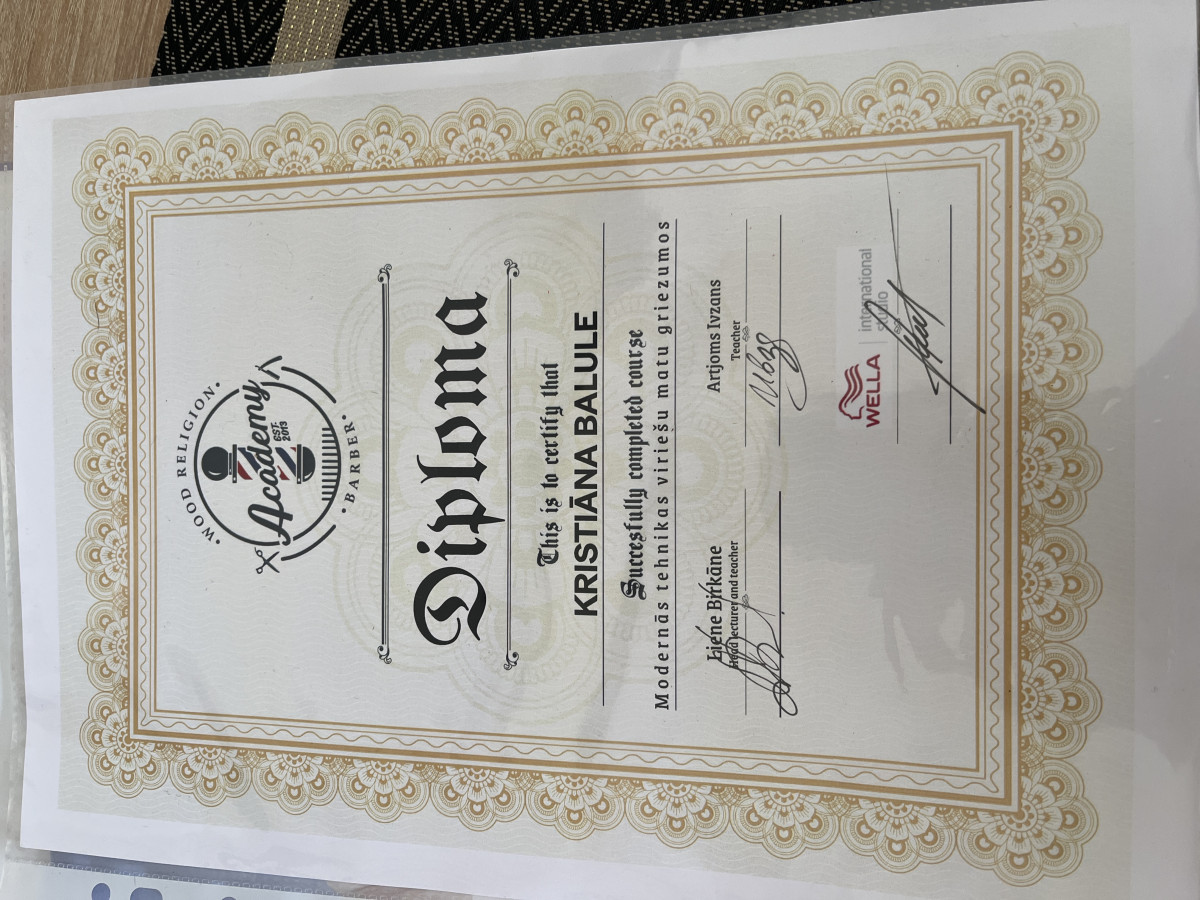 • WOOD RELIGION •
Academy
EST.
2013
• BARBER •
Diploma
This is to certify that
KRISTIĀNA BALULE
Succesfully completed course
Modernās tehnikas viriešu matu griezumos
Liene Birkāne
Head lecturer and teacher
Artjoms Ivzans
Teacher
WELLA
international
studio